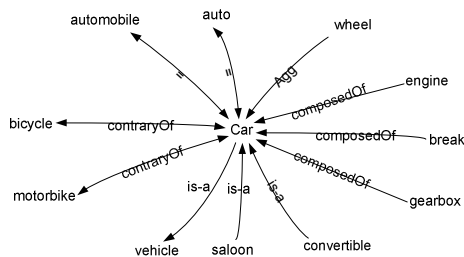 auto
automobile
wheel
=
=
Agg
engine
composedOf
bicycle
contraryOf
Car
composedOf
break
contraryOf
composedOf
motorbike
is-a
is-a
is-a
gearbox
vehicle
saloon
convertible